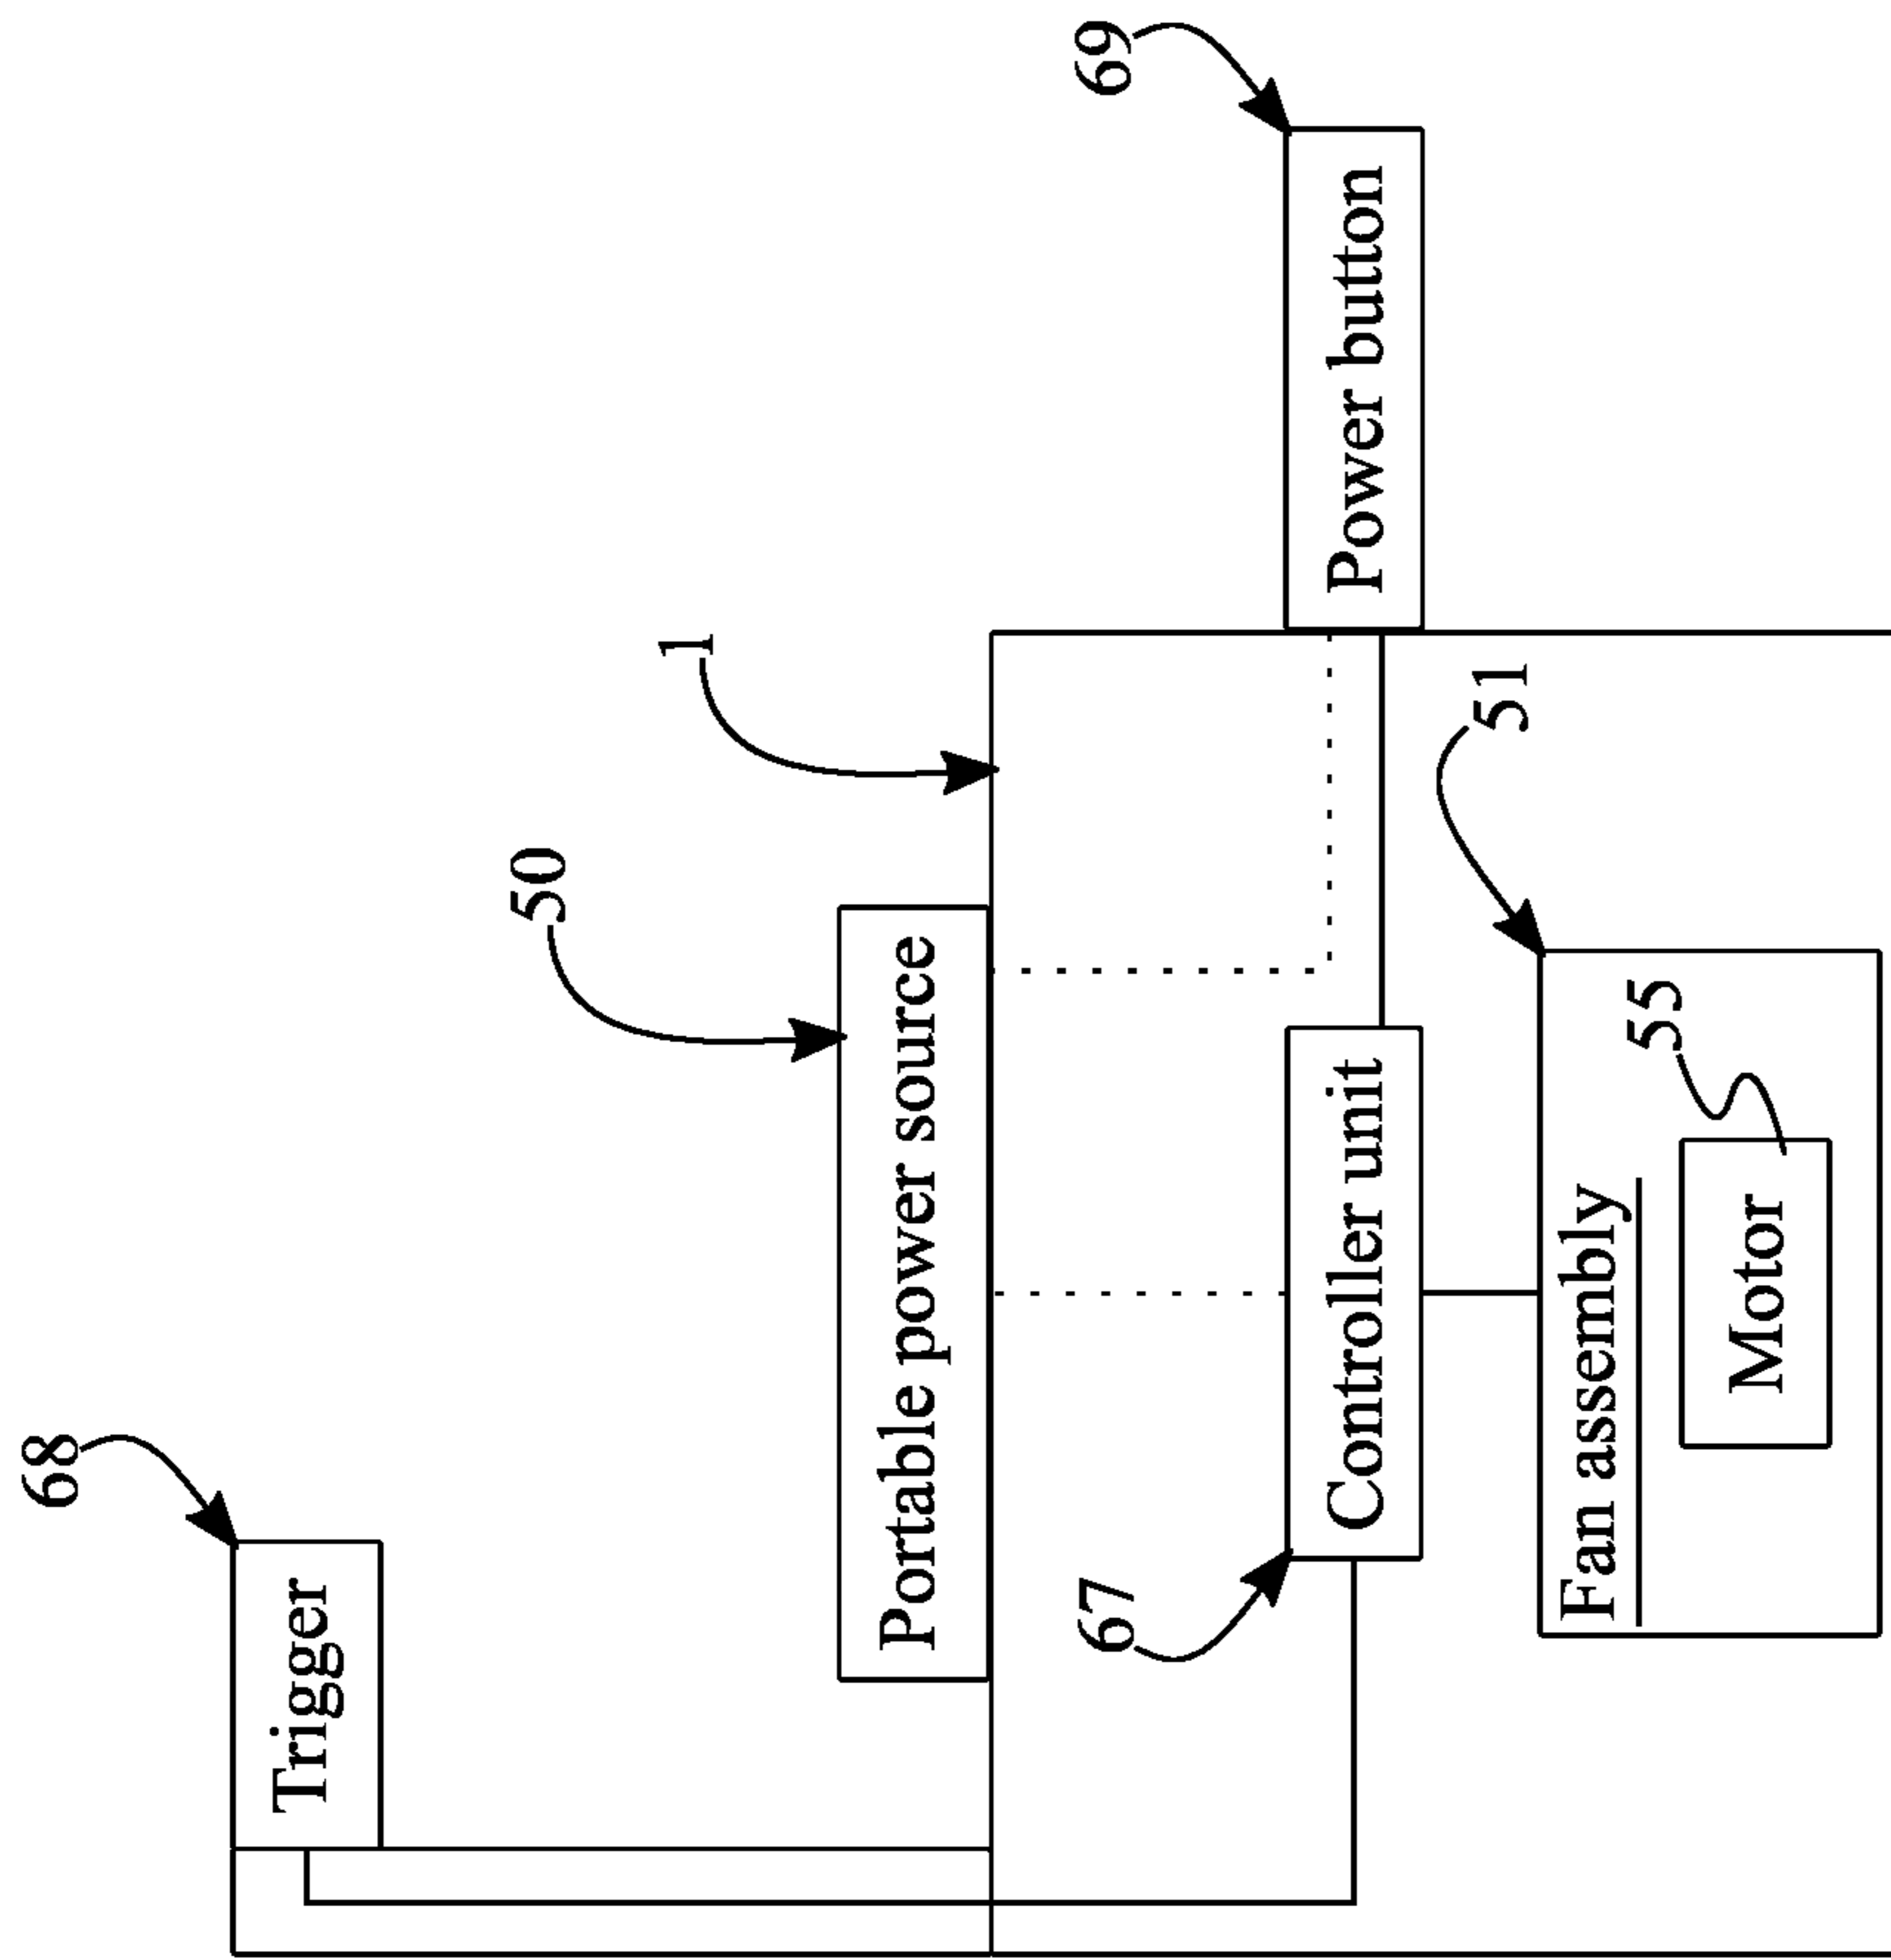 68
Trigger
50
Portable power source
1
69
Power button
67
Controller unit
51
Fan assembly
55
Motor